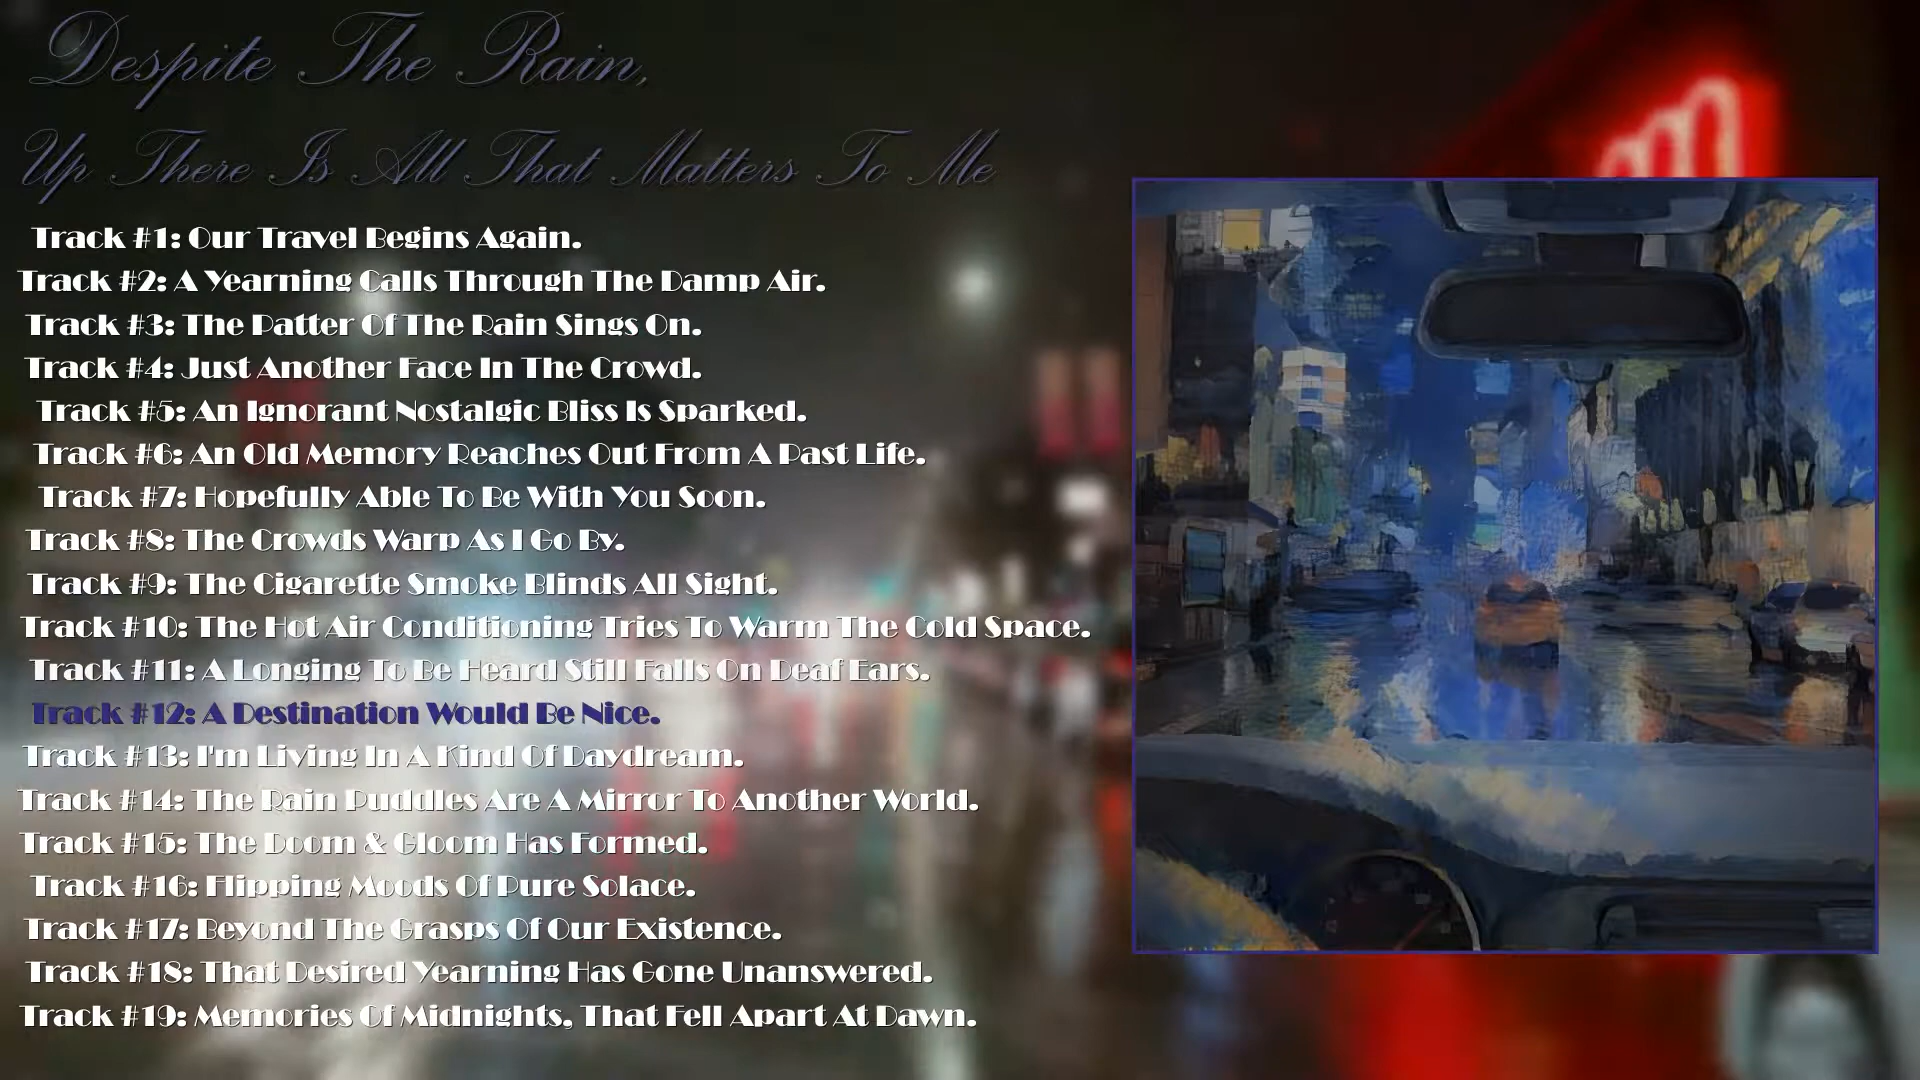 Despite The Rain,
Up There Is All That Matters To Me
Track #1: Our Travel Begins Again.
Track #2: A Yearning Calls Through The Damp Air.
Track #3: The Patter Of The Rain Sings On.
Track #4: Just Another Face In The Crowd.
Track #5: An Ignorant Nostalgic Bliss Is Sparked.
Track #6: An Old Memory Reaches Out From A Past Life.
Track #7: Hopefully Able To Be With You Soon.
Track #8: The Crowds Warp As I Go By.
Track #9: The Cigarette Smoke Blinds All Sight.
Track #10: The Hot Air Conditioning Tries To Warm The Cold Space.
Track #11: A Longing To Be Heard Still Falls On Deaf Ears.
Track #12: A Destination Would Be Nice.
Track #13: I'm Living In A Kind Of Daydream.
Track #14: The Rain Puddles Are A Mirror To Another World.
Track #15: The Doom & Gloom Has Formed.
Track #16: Flipping Moods Of Pure Solace.
Track #17: Beyond The Grasps Of Our Existence.
Track #18: That Desired Yearning Has Gone Unanswered.
Track #19: Memories Of Midnights, That Fell Apart At Dawn.